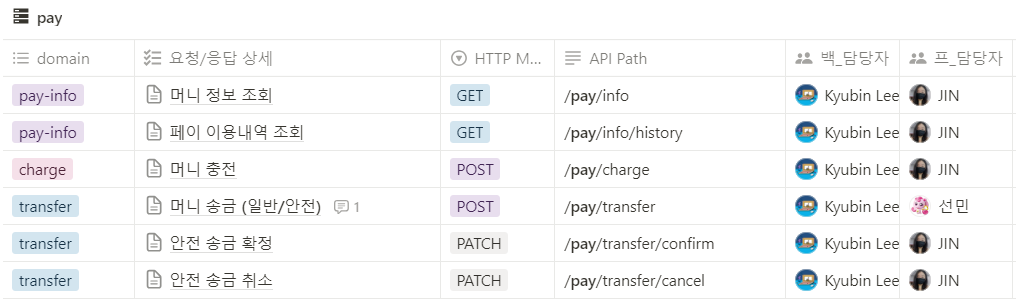 pay
domain 요청/응답 상세 HTTP M... API Path 백_담당자 프_담당자
pay-info 머니 정보 조회 GET /pay/info Kyubin Lee JIN
pay-info 페이 이용내역 조회 GET /pay/info/history Kyubin Lee JIN
charge 머니 충전 POST /pay/charge Kyubin Lee JIN
transfer 머니 송금 (일반/안전) 1 POST /pay/transfer Kyubin Lee 선민
transfer 안전 송금 확정 PATCH /pay/transfer/confirm Kyubin Lee JIN
transfer 안전 송금 취소 PATCH /pay/transfer/cancel Kyubin Lee JIN